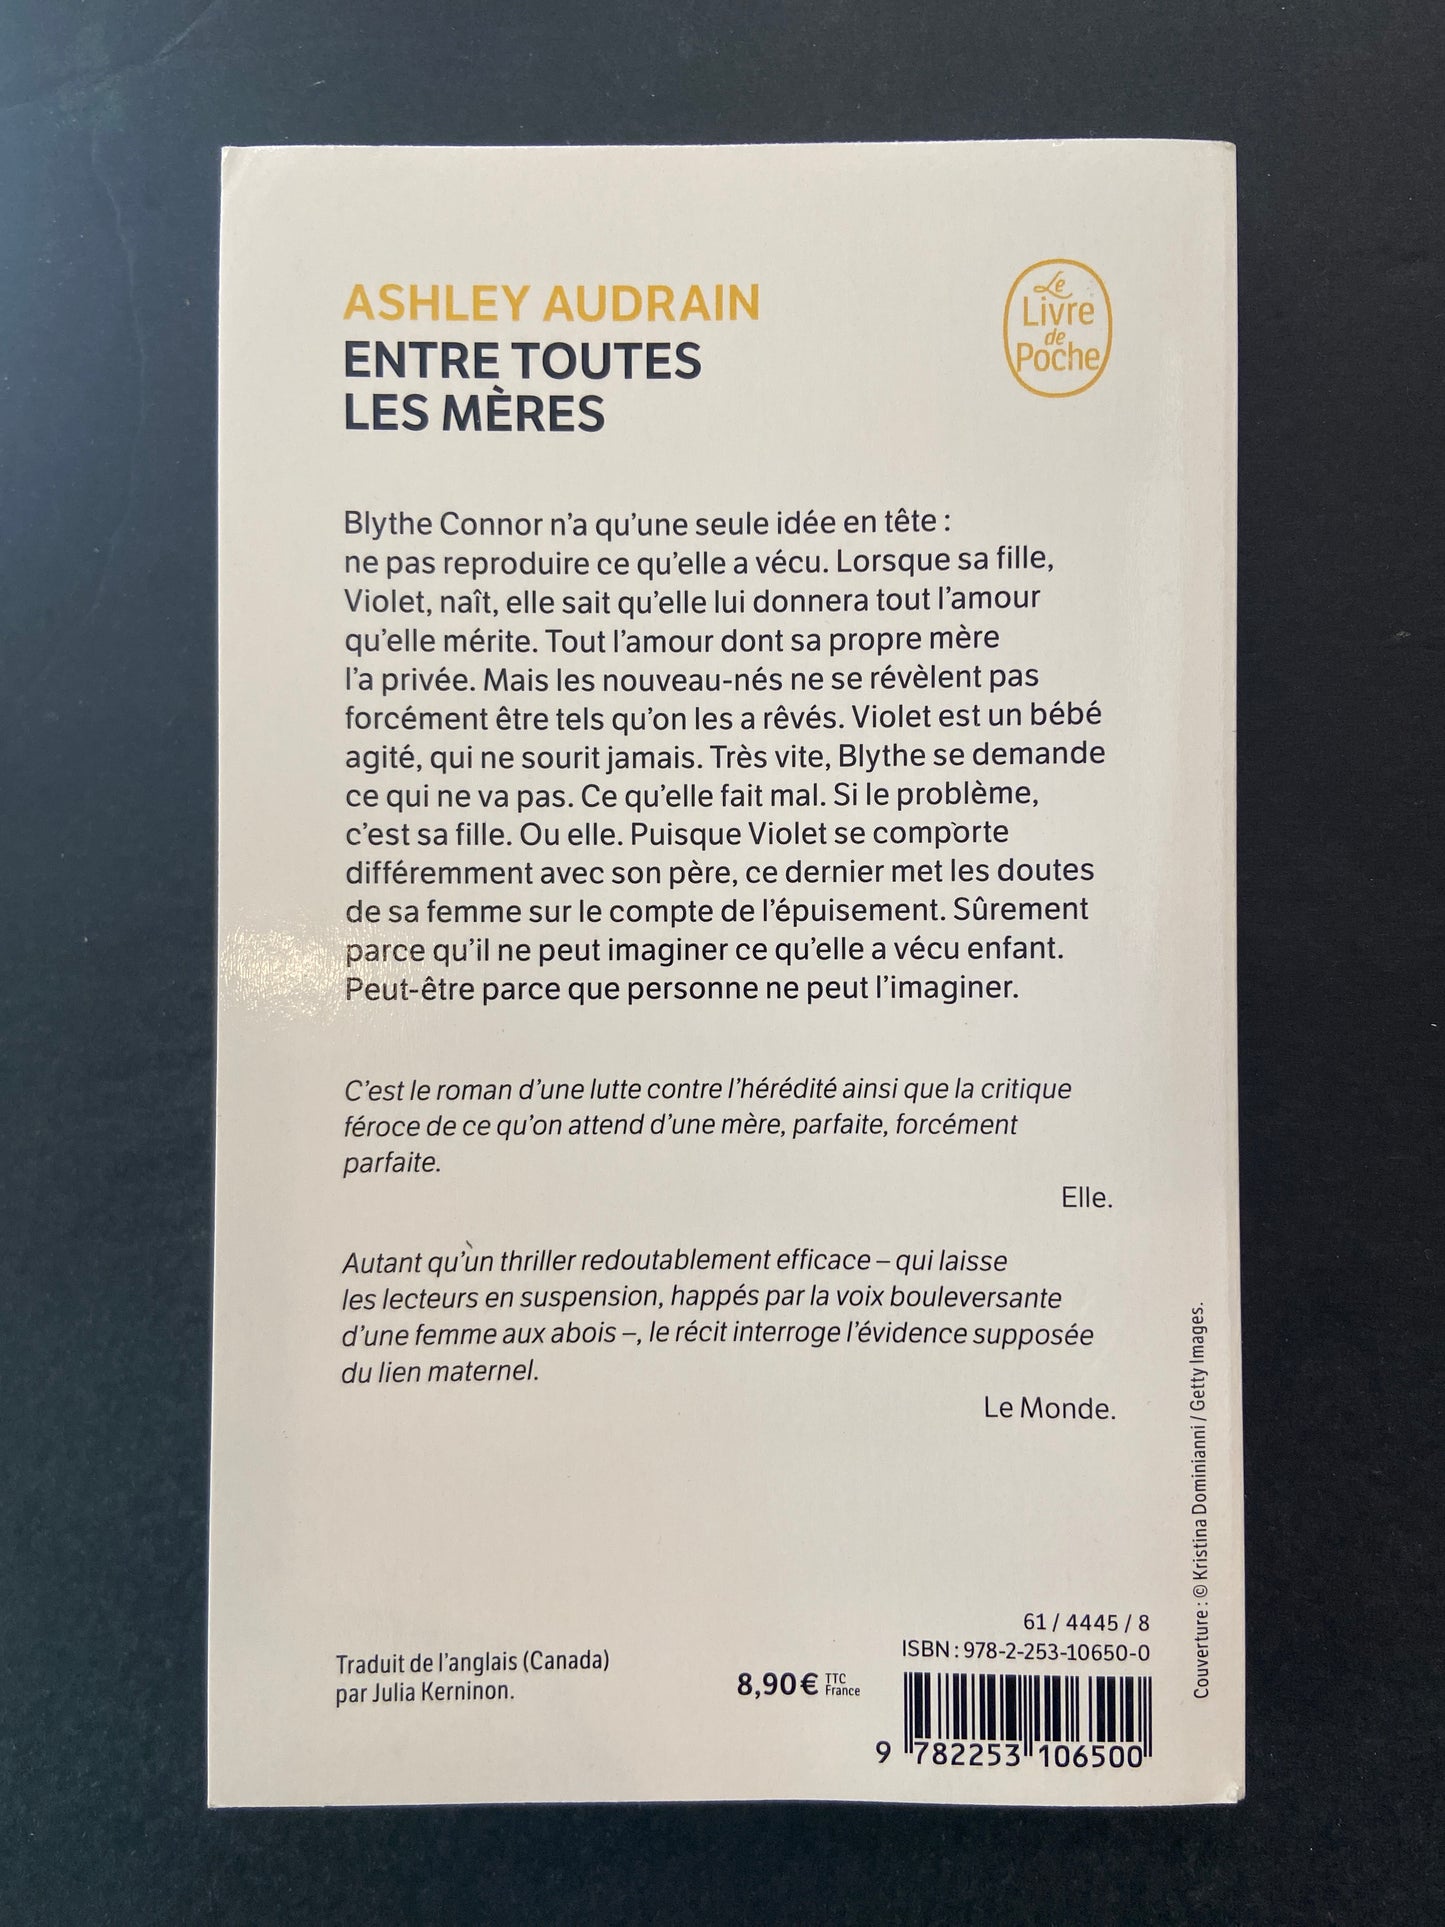 ASHLEY AUDRAIN
ENTRE TOUTES
LES MÈRES
Le
Livre
de
Poche
Blythe Connor n'a qu'une seule idée en tête :
ne pas reproduire ce qu'elle a vécu. Lorsque sa fille,
Violet, naît, elle sait qu'elle lui donnera tout l'amour
qu'elle mérite. Tout l'amour dont sa propre mère
l'a privée. Mais les nouveau-nés ne se révèlent pas
forcément être tels qu'on les a rêvés. Violet est un bébé
agité, qui ne sourit jamais. Très vite, Blythe se demande
ce qui ne va pas. Ce qu'elle fait mal. Si le problème,
c'est sa fille. Ou elle. Puisque Violet se comporte
différemment avec son père, ce dernier met les doutes
de sa femme sur le compte de l'épuisement. Sûrement
parce qu'il ne peut imaginer ce qu'elle a vécu enfant.
Peut-être parce que personne ne peut l'imaginer.
C'est le roman d'une lutte contre l'hérédité ainsi que la critique
féroce de ce qu'on attend d'une mère, parfaite, forcément
parfaite.
Elle.
Autant qu'un thriller redoutablement efficace – qui laisse
les lecteurs en suspension, happés par la voix bouleversante
d'une femme aux abois –, le récit interroge l'évidence supposée
du lien maternel.
Le Monde.
Couverture : © Kristina Dominianni / Getty Images.
Traduit de l'anglais (Canada)
par Julia Kerninon.
8,90 € TTC
France
61 / 4445 / 8
ISBN : 978-2-253-10650-0
9 782253 106500